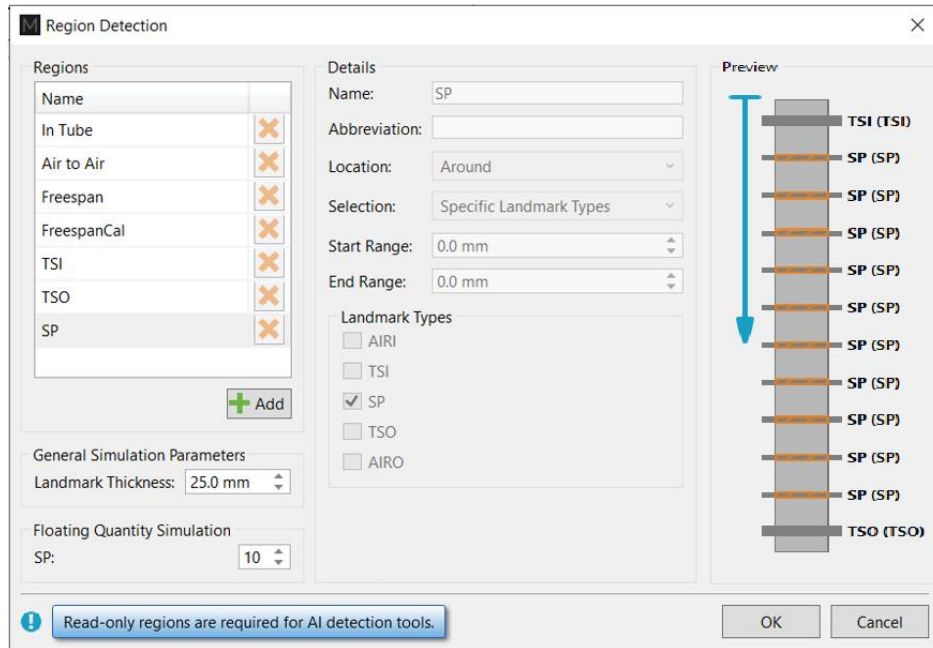 M Region Detection
Regions
Name
In Tube
Air to Air
Freespan
FreespanCal
TSI
TSO
SP
Add
General Simulation Parameters
Landmark Thickness: 25.0 mm
Floating Quantity Simulation
SP: 10
Details
Name: SP
Abbreviation:
Location: Around
Selection: Specific Landmark Types
Start Range: 0.0 mm
End Range: 0.0 mm
Landmark Types
AIRI
TSI
SP
TSO
AIRO
Preview
TSI (TSI)
SP (SP)
SP (SP)
SP (SP)
SP (SP)
SP (SP)
SP (SP)
SP (SP)
SP (SP)
SP (SP)
SP (SP)
TSO (TSO)
Read-only regions are required for AI detection tools.
OK
Cancel